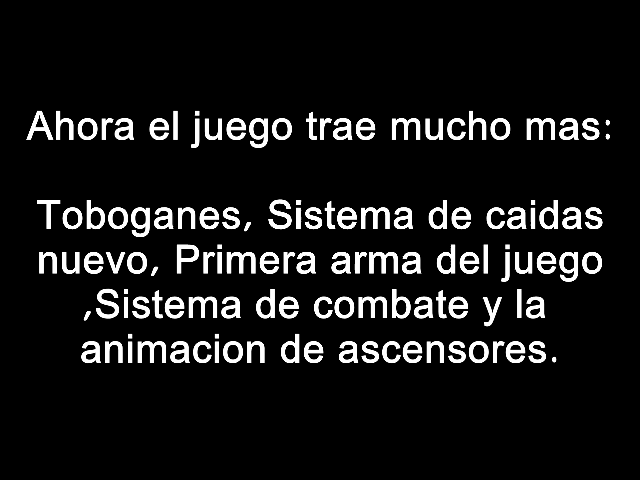 Ahora el juego trae mucho mas:
Toboganes, Sistema de caidas
nuevo, Primera arma del juego
,Sistema de combate y la
animacion de ascensores.